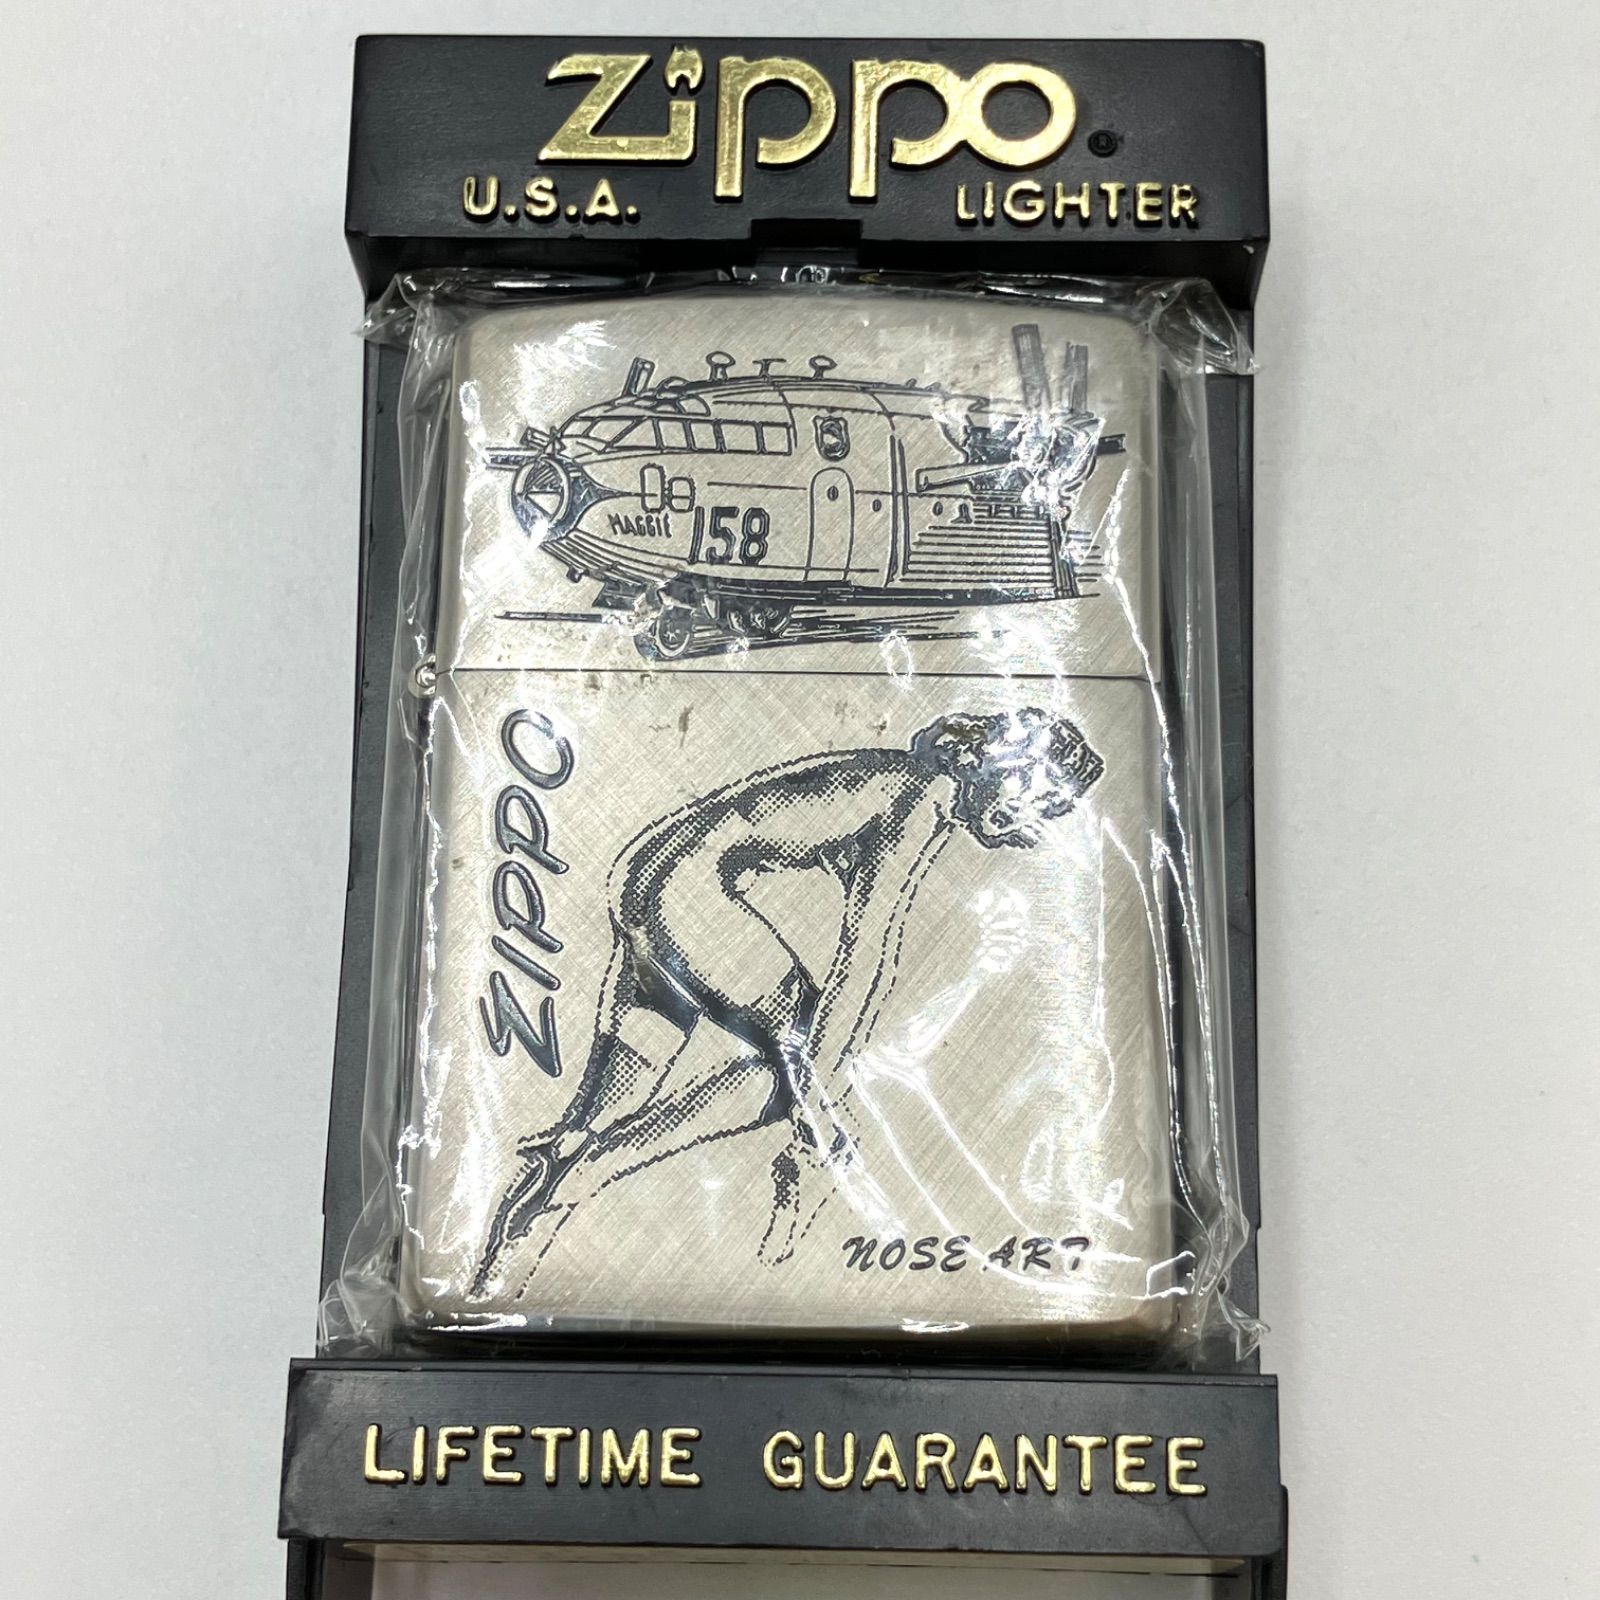 Zippo®
U.S.A. LIGHTER
MAGGIE 158
ZIPPO
NOSE ART
LIFETIME GUARANTEE